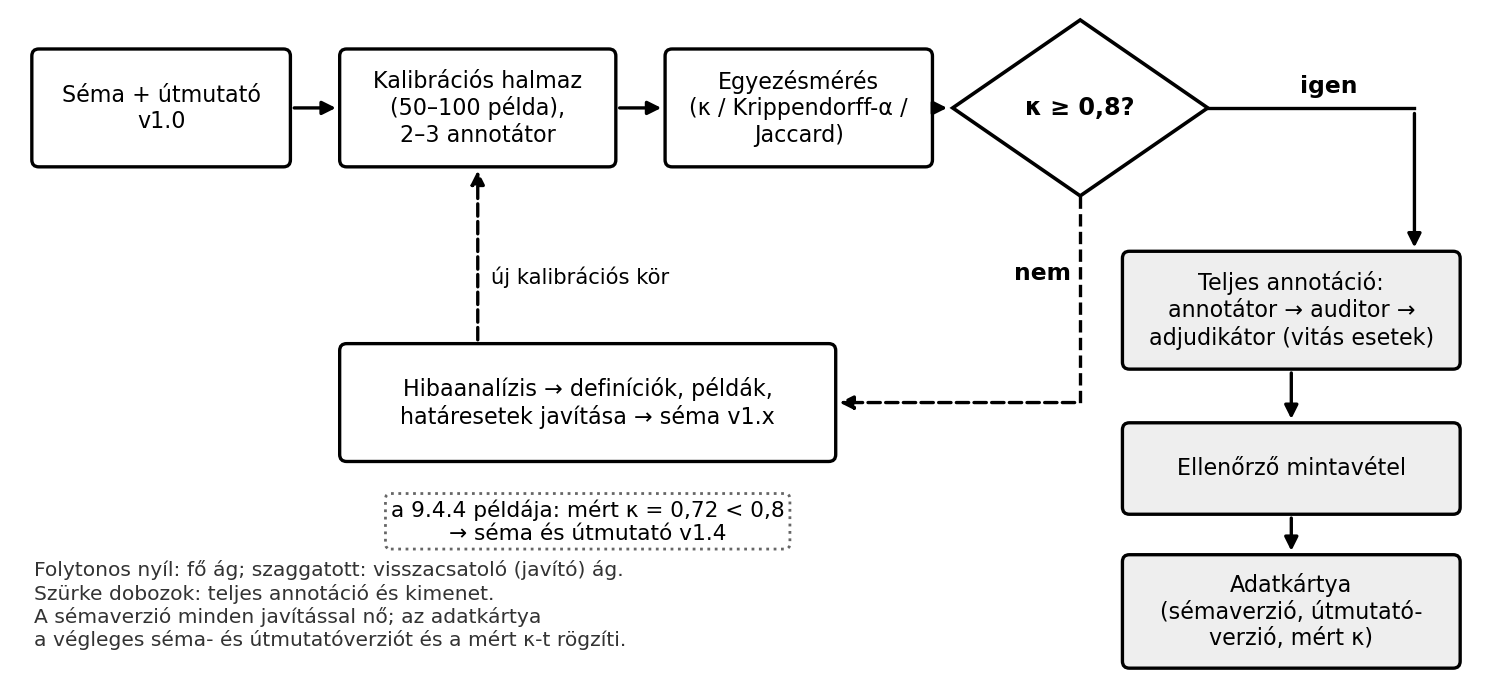 Séma + útmutató
v1.0
Kalibrációs halmaz
(50–100 példa),
2–3 annotátor
Egyezésmérés
(κ / Krippendorff-α /
Jaccard)
κ ≥ 0,8?
igen
nem
új kalibrációs kör
Teljes annotáció:
annotátor → auditor →
adjudikátor (vitás esetek)
Hibaanalízis → definíciók, példák,
határesetek javítása → séma v1.x
Ellenőrző mintavétel
a 9.4.4 példája: mért κ = 0,72 < 0,8
→ séma és útmutató v1.4
Adatkártya
(sémaverzió, útmutató-
verzió, mért κ)
Folytonos nyíl: fő ág; szaggatott: visszacsatoló (javító) ág.
Szürke dobozok: teljes annotáció és kimenet.
A sémaverzió minden javítással nő; az adatkártya
a végleges séma- és útmutatóverziót és a mért κ-t rögzíti.